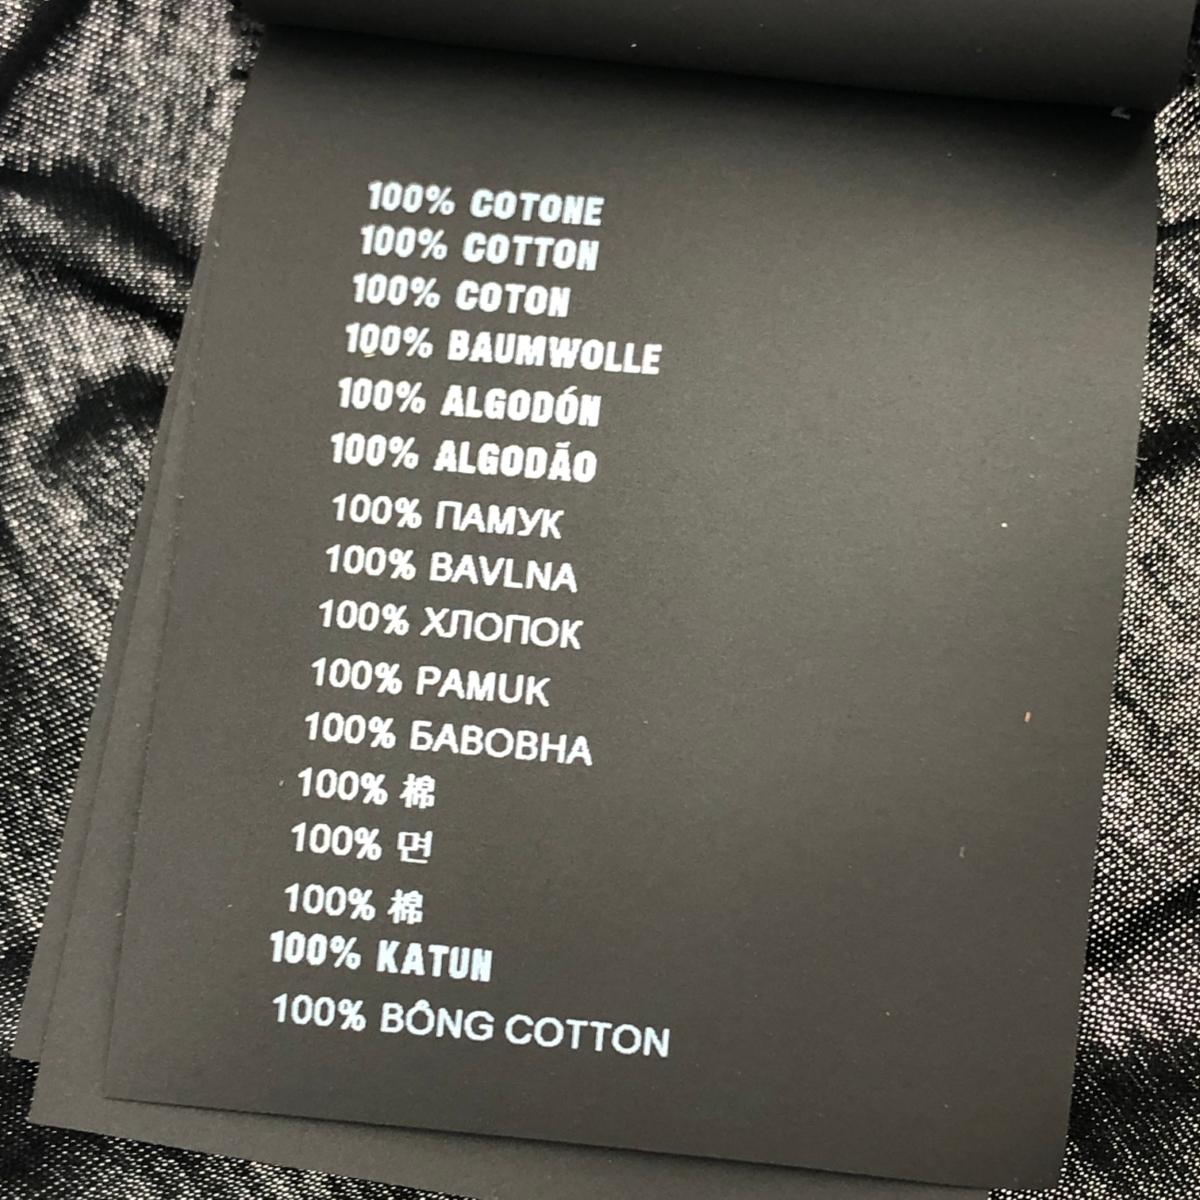 100% COTONE
100% COTTON
100% COTON
100% BAUMWOLLE
100% ALGODÓN
100% ALGODÃO
100% ПАМУК
100% BAVLNA
100% ХЛОПОК
100% PAMUK
100% БАВОВНА
100% 棉
100% 면
100% 棉
100% KATUN
100% BÔNG COTTON